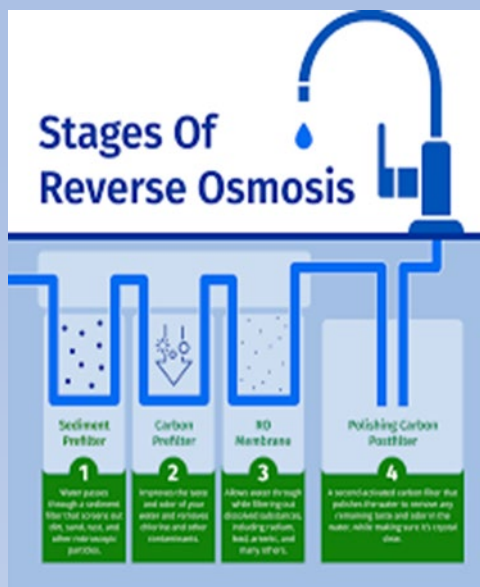 Stages Of
Reverse Osmosis
Sediment
Prefilter
1
Water passes
through a sediment
filter that screens out
dirt, sand, rust, and
other microscopic
particles.
Carbon
Prefilter
2
Improves the taste
and odor of your
water and removes
chlorine and other
contaminants.
RO
Membrane
3
Allows water through
while filtering out
dissolved substances,
including radium,
lead, arsenic, and
many others.
Polishing Carbon
Postfilter
4
A second activated carbon filter that
polishes the water to remove any
remaining taste and odor in the
water, while making sure it's crystal
clear.